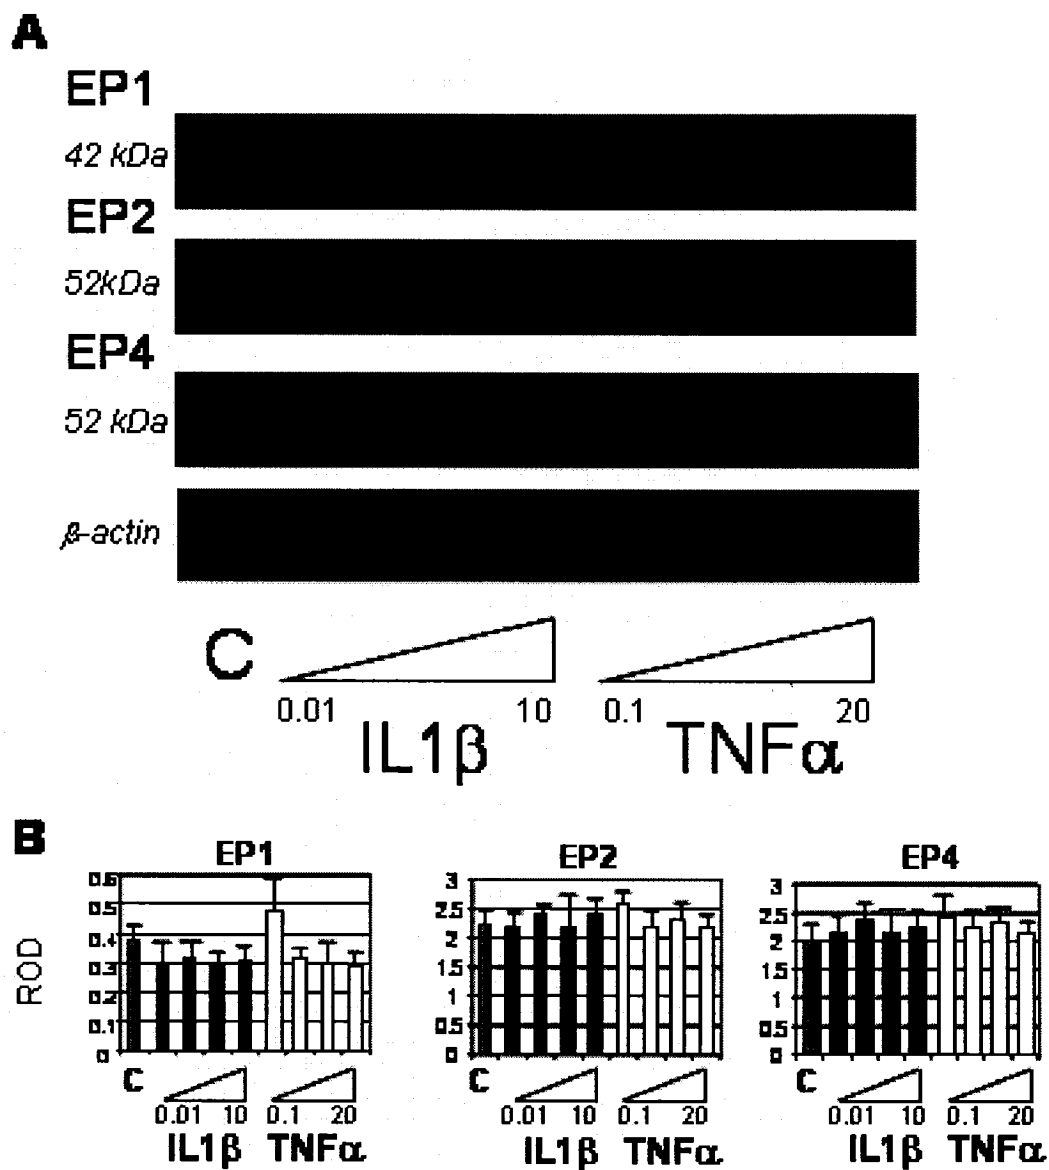 A
EP1
42 kDa
EP2
52kDa
EP4
52 kDa
β-actin
C
0.01 10 0.1 20
IL1β TNFα
B
EP1 EP2 EP4
ROD
0.6
0.5
0.4
0.3
0.2
0.1
0
3
2.5
2
1.5
1
0.5
0
3
2.5
2
1.5
1
0.5
0
C C C
0.01 10 0.1 20 0.01 10 0.1 20 0.01 10 0.1 20
IL1β TNFα IL1β TNFα IL1β TNFα